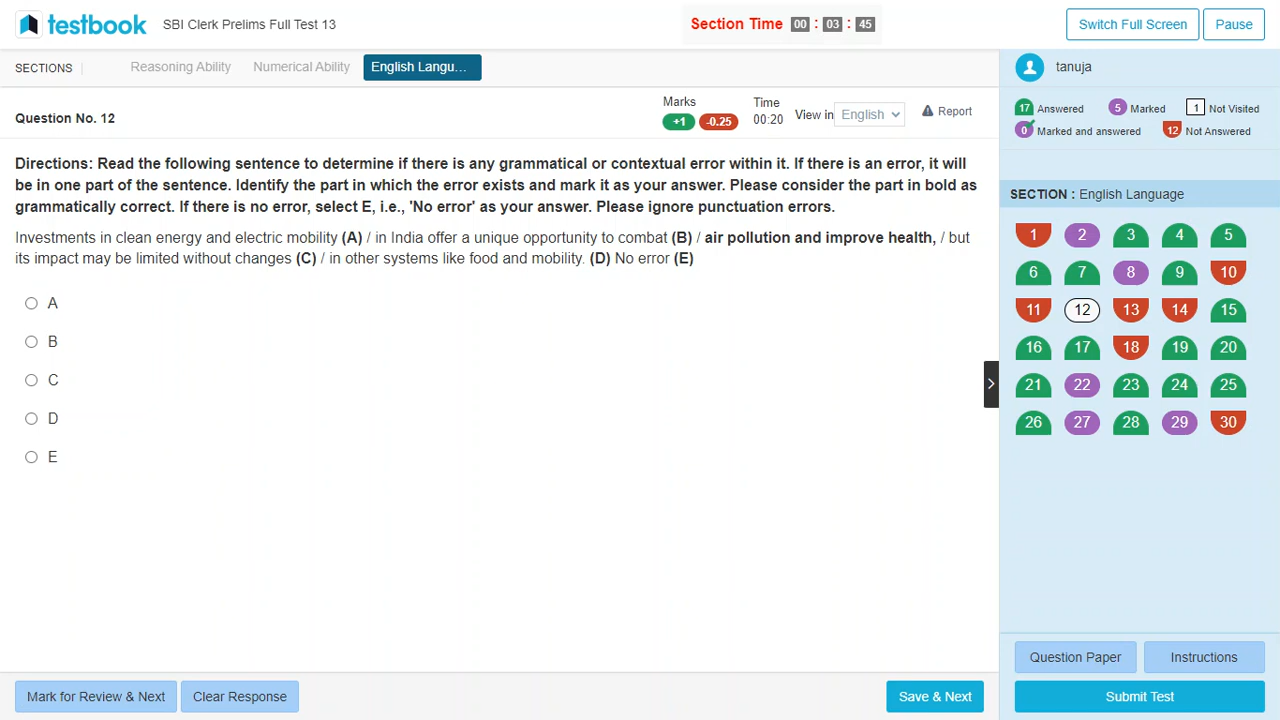 testbook
SBI Clerk Prelims Full Test 13
Section Time 00 : 03 : 45
Switch Full Screen
Pause
SECTIONS
Reasoning Ability
Numerical Ability
English Langu...
tanuja
17 Answered
5 Marked
1 Not Visited
0 Marked and answered
12 Not Answered
Question No. 12
Marks
+1 -0.25
Time
00:20
View in English
Report
Directions: Read the following sentence to determine if there is any grammatical or contextual error within it. If there is an error, it will
be in one part of the sentence. Identify the part in which the error exists and mark it as your answer. Please consider the part in bold as
grammatically correct. If there is no error, select E, i.e., 'No error' as your answer. Please ignore punctuation errors.
Investments in clean energy and electric mobility (A) / in India offer a unique opportunity to combat (B) / air pollution and improve health, / but
its impact may be limited without changes (C) / in other systems like food and mobility. (D) No error (E)
A
B
C
D
E
SECTION : English Language
1 2 3 4 5
6 7 8 9 10
11 12 13 14 15
16 17 18 19 20
21 22 23 24 25
26 27 28 29 30
Question Paper
Instructions
Mark for Review & Next
Clear Response
Save & Next
Submit Test